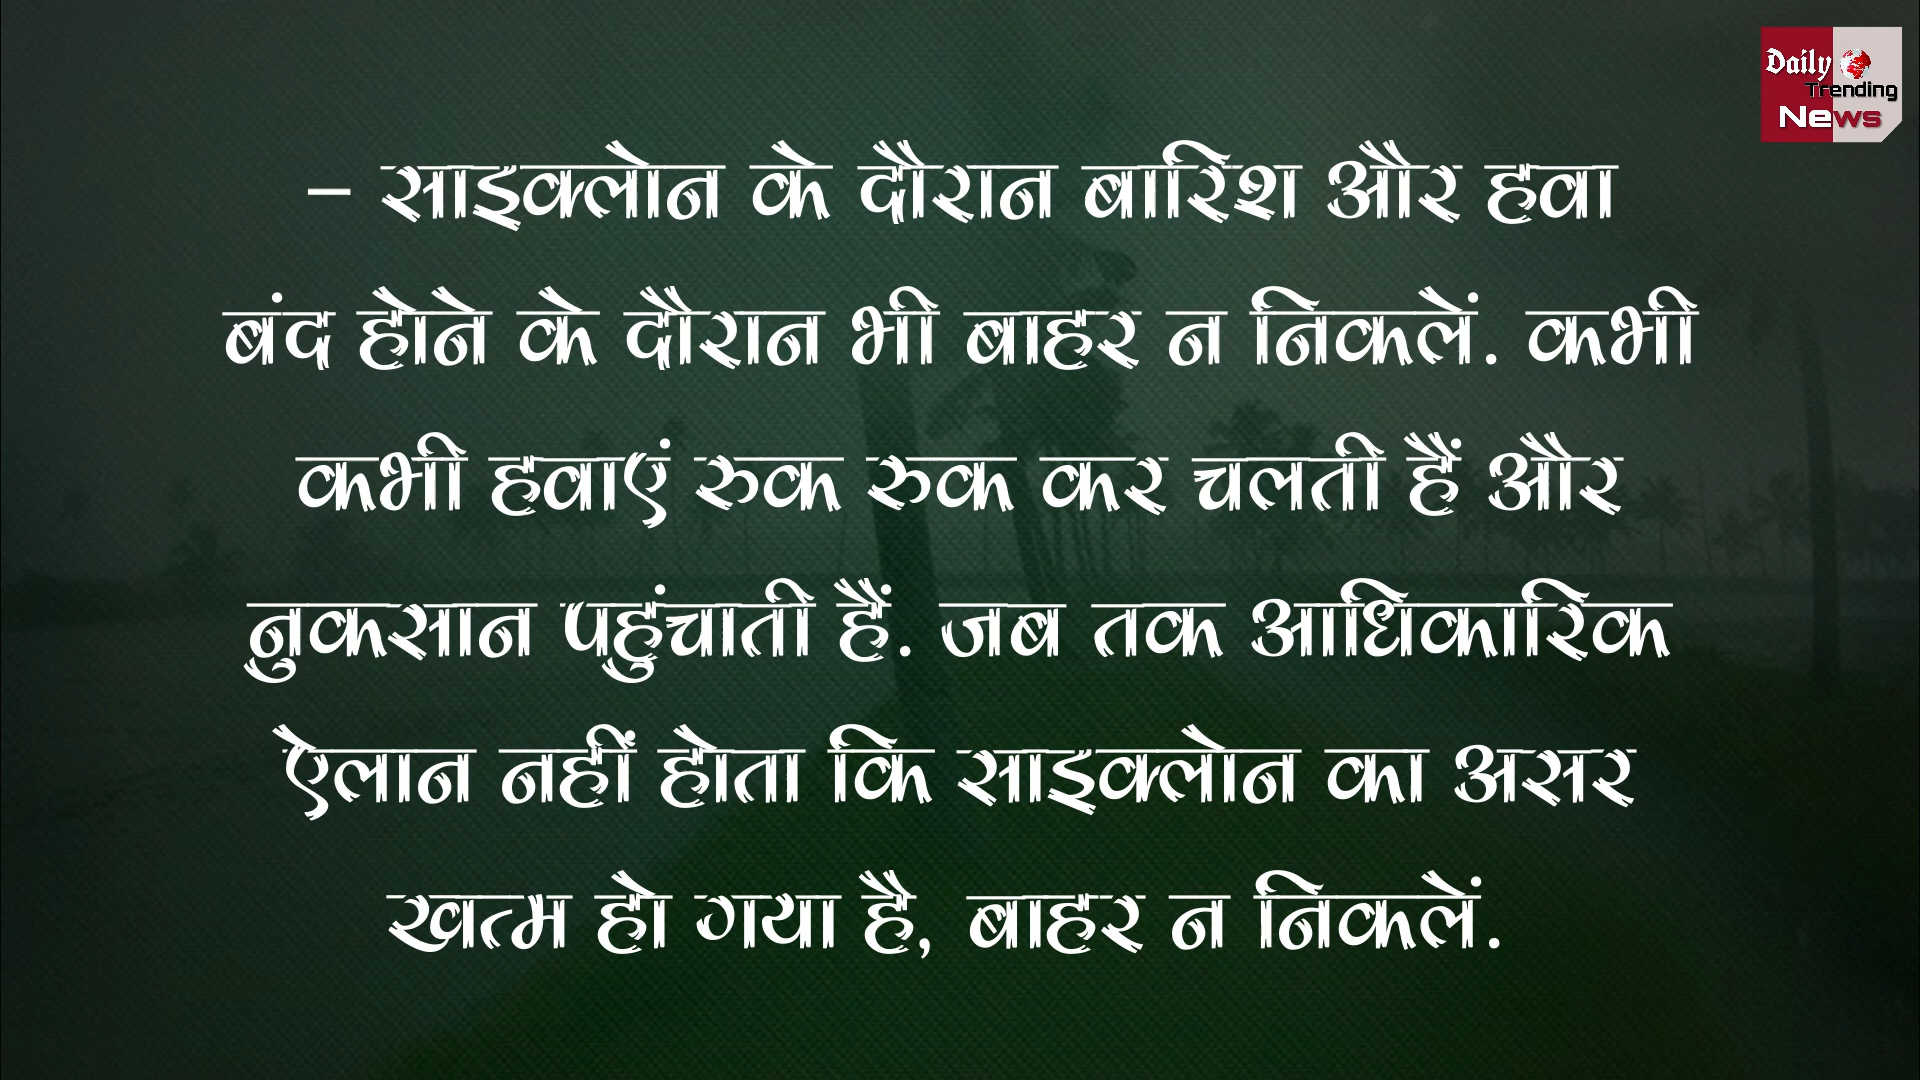 Daily
Trending
News
– साइक्लोन के दौरान बारिश और हवा
बंद होने के दौरान भी बाहर न निकलें. कभी
कभी हवाएं रुक रुक कर चलती हैं और
नुकसान पहुंचाती हैं. जब तक आधिकारिक
ऐलान नहीं होता कि साइक्लोन का असर
खत्म हो गया है, बाहर न निकलें.